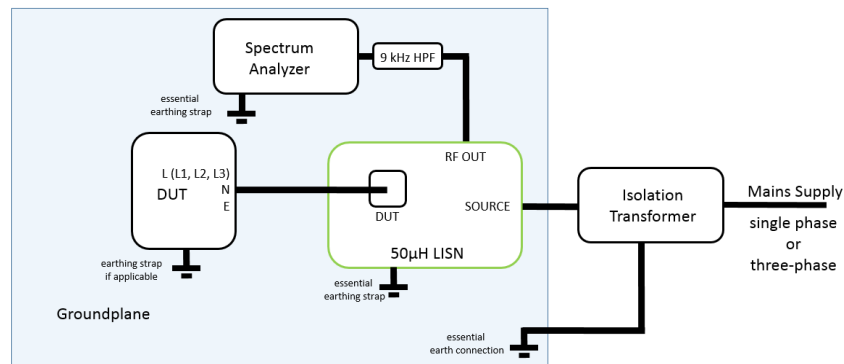 Spectrum
Analyzer
9 kHz HPF
essential
earthing strap
RF OUT
L (L1, L2, L3)
DUT
N
E
DUT
SOURCE
50µH LISN
Isolation
Transformer
Mains Supply
single phase
or
three-phase
earthing strap
if applicable
essential
earthing strap
Groundplane
essential
earth connection